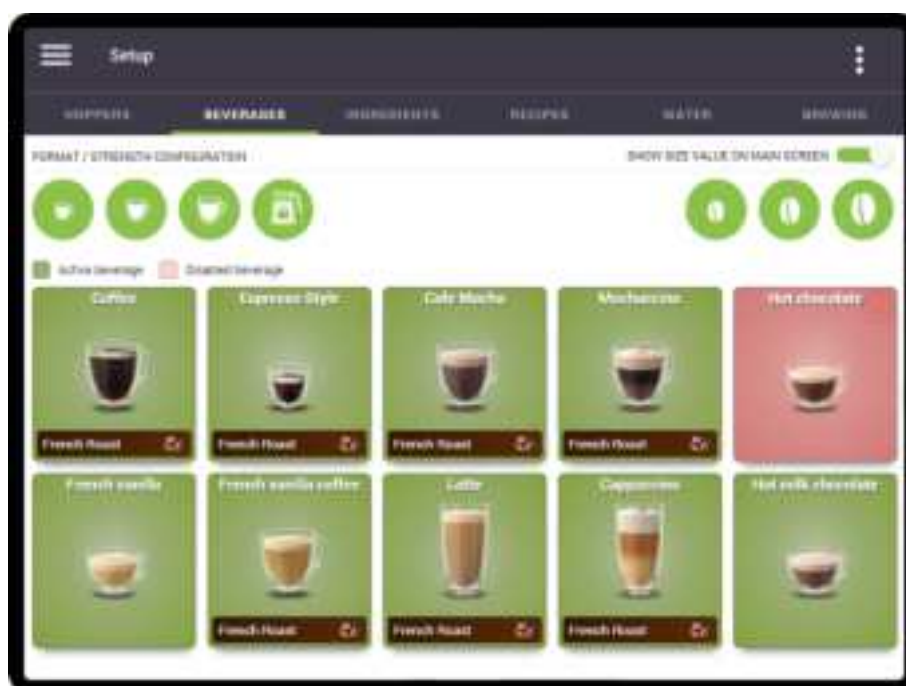 Setup
HOPPERS BEVERAGES INGREDIENTS RECIPES WATER BREWING
FORMAT / STRENGTH CONFIGURATION SHOW SIZE VALUE ON MAIN SCREEN
Active beverage Disabled beverage
Coffee Espresso Style Cafe Mocha Mochaccino Hot chocolate
French Roast French Roast French Roast French Roast
French vanilla French vanilla coffee Latte Cappuccino Hot milk chocolate
French Roast French Roast French Roast